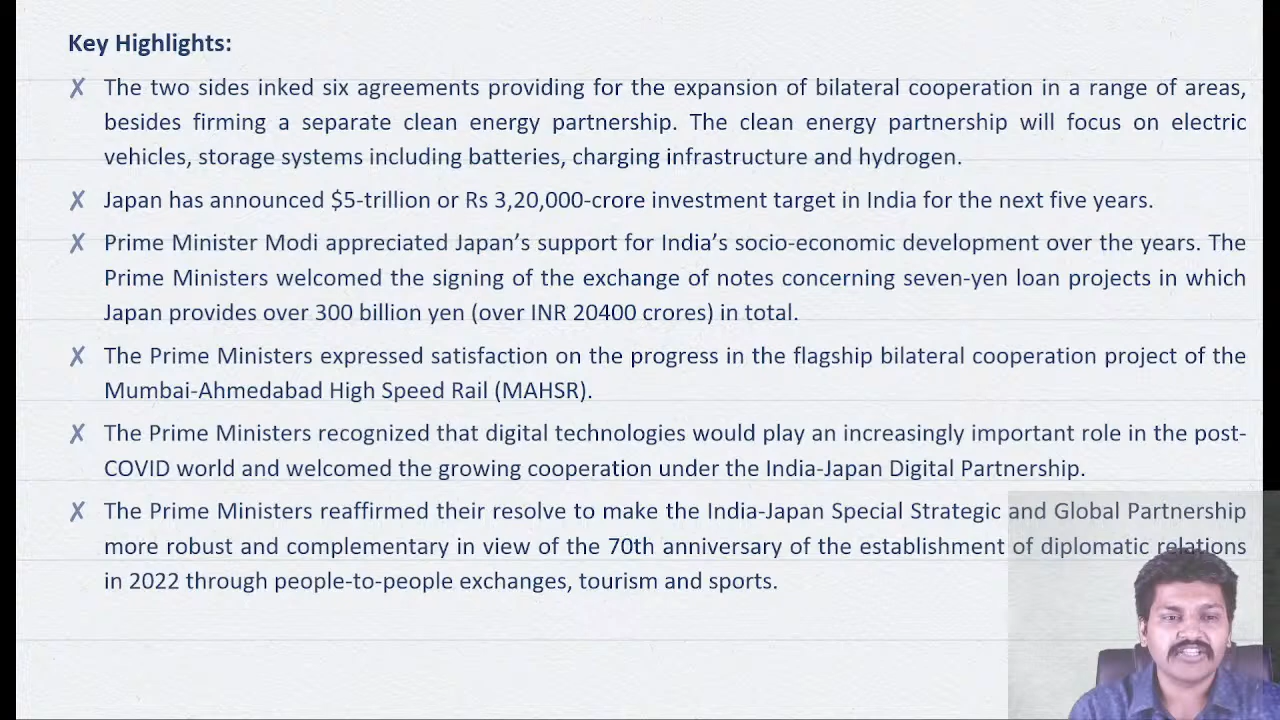 Key Highlights:
✗ The two sides inked six agreements providing for the expansion of bilateral cooperation in a range of areas,
besides firming a separate clean energy partnership. The clean energy partnership will focus on electric
vehicles, storage systems including batteries, charging infrastructure and hydrogen.
✗ Japan has announced $5-trillion or Rs 3,20,000-crore investment target in India for the next five years.
✗ Prime Minister Modi appreciated Japan's support for India's socio-economic development over the years. The
Prime Ministers welcomed the signing of the exchange of notes concerning seven-yen loan projects in which
Japan provides over 300 billion yen (over INR 20400 crores) in total.
✗ The Prime Ministers expressed satisfaction on the progress in the flagship bilateral cooperation project of the
Mumbai-Ahmedabad High Speed Rail (MAHSR).
✗ The Prime Ministers recognized that digital technologies would play an increasingly important role in the post-
COVID world and welcomed the growing cooperation under the India-Japan Digital Partnership.
✗ The Prime Ministers reaffirmed their resolve to make the India-Japan Special Strategic and Global Partnership
more robust and complementary in view of the 70th anniversary of the establishment of diplomatic relations
in 2022 through people-to-people exchanges, tourism and sports.